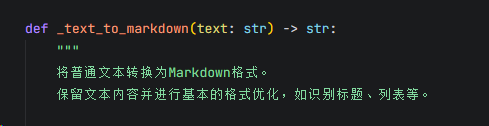 def _text_to_markdown(text: str) -> str:
"""
将普通文本转换为Markdown格式。
保留文本内容并进行基本的格式优化，如识别标题、列表等。